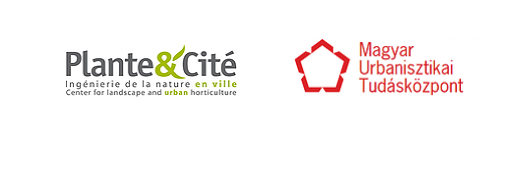 Plante&Cité
Ingénierie de la nature en ville
Center for landscape and urban horticulture
Magyar
Urbanisztikai
Tudásközpont